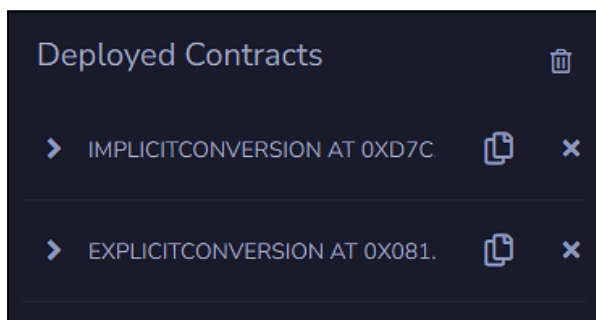 Deployed Contracts
IMPLICITCONVERSION AT 0XD7C.
EXPLICITCONVERSION AT 0X081.